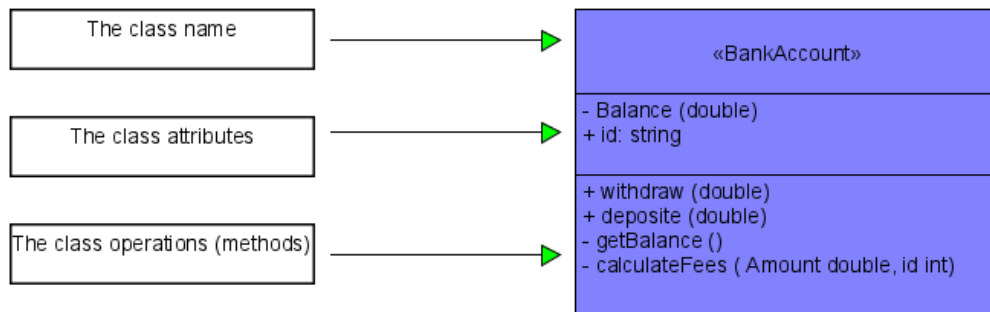 The class name
«BankAccount»
The class attributes
- Balance (double)
+ id: string
The class operations (methods)
+ withdraw (double)
+ deposite (double)
- getBalance ()
- calculateFees ( Amount double, id int)